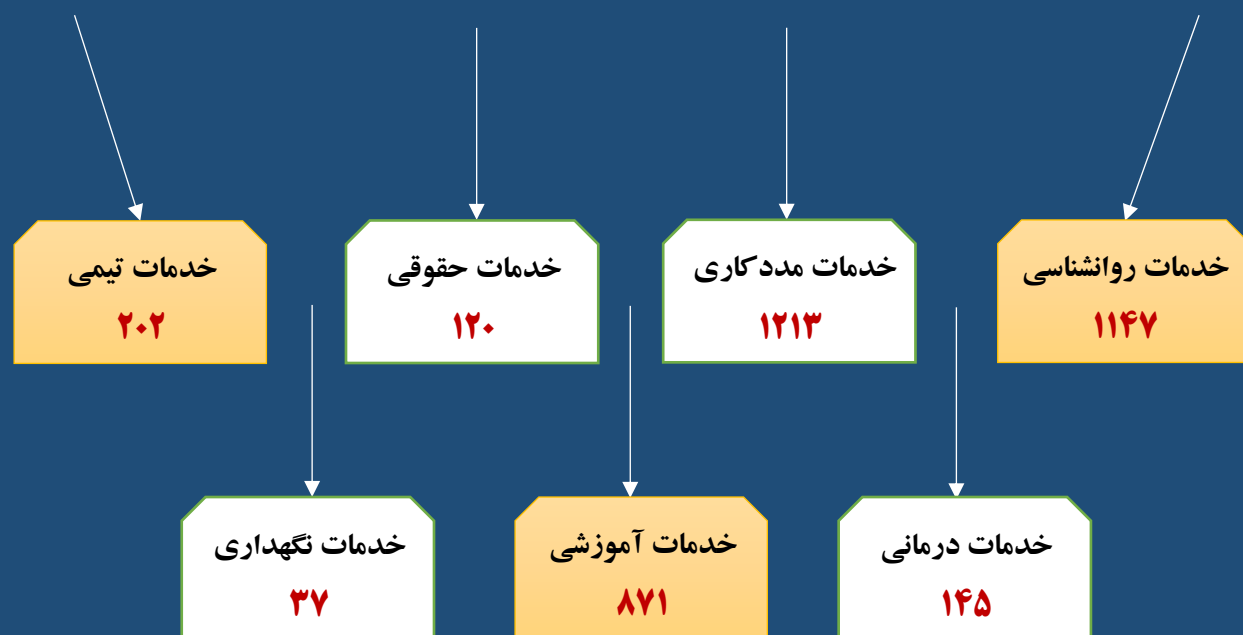 خدمات روانشناسی
۱۱۴۷
خدمات مددکاری
۱۲۱۳
خدمات حقوقی
۱۲۰
خدمات تیمی
۲۰۲
خدمات درمانی
۱۴۵
خدمات آموزشی
۸۷۱
خدمات نگهداری
۳۷